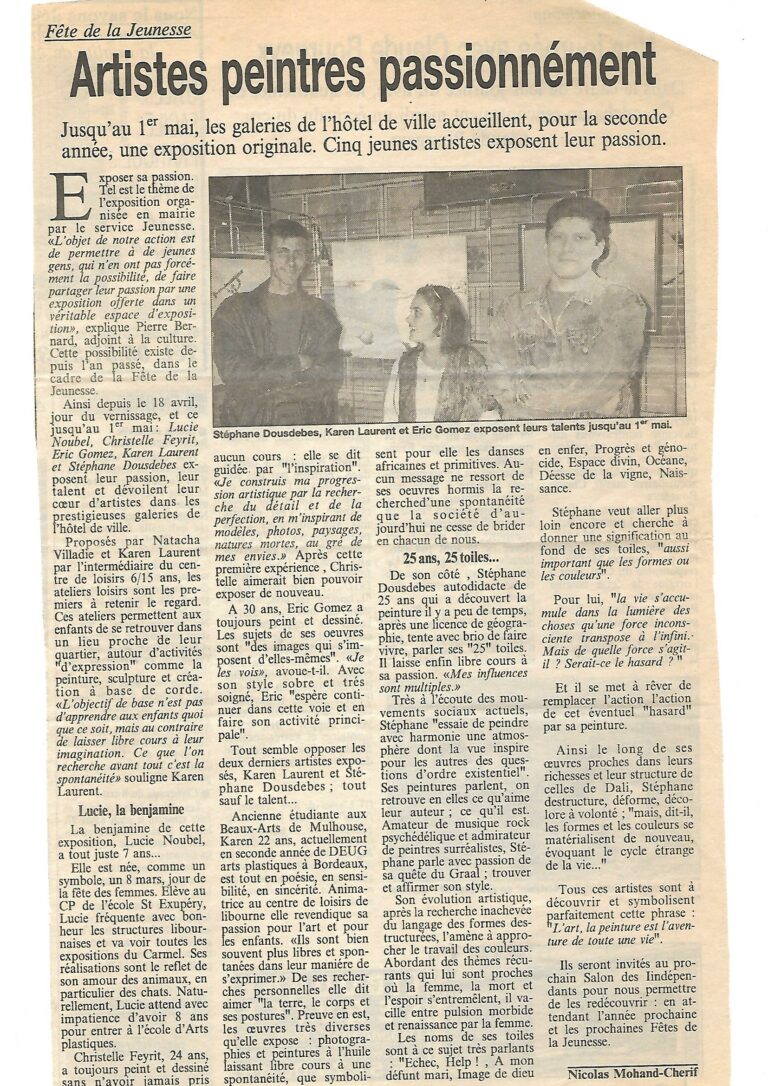 Fête de la Jeunesse
Artistes peintres passionnément
Jusqu'au 1er mai, les galeries de l'hôtel de ville accueillent, pour la seconde
année, une exposition originale. Cinq jeunes artistes exposent leur passion.
Exposer sa passion.
Tel est le thème de
l'exposition orga-
nisée en mairie
par le service Jeunesse.
«L'objet de notre action est
de permettre à de jeunes
gens, qui n'en ont pas forcé-
ment la possibilité, de faire
partager leur passion par une
exposition offerte dans un
véritable espace d'exposi-
tion», explique Pierre Ber-
nard, adjoint à la culture.
Cette possibilité existe de-
puis l'an passé, dans le
cadre de la Fête de la
Jeunesse.
Ainsi depuis le 18 avril,
jour du vernissage, et ce
jusqu'au 1er mai : Lucie
Noubel, Christelle Feyrit,
Eric Gomez, Karen Laurent
et Stéphane Dousdebes ex-
posent leur passion, leur
talent et dévoilent leur
cœur d'artistes dans les
prestigieuses galeries de
l'hôtel de ville.
Proposés par Natacha
Villadie et Karen Laurent
par l'intermédiaire du cen-
tre de loisirs 6/15 ans, les
ateliers loisirs sont les pre-
miers à retenir le regard.
Ces ateliers permettent aux
enfants de se retrouver dans
un lieu proche de leur
quartier, autour d'activités
"d'expression" comme la
peinture, sculpture et créa-
tion à base de corde.
«L'objectif de base n'est pas
d'apprendre aux enfants quoi
que ce soit, mais au contraire
de laisser libre cours à leur
imagination. Ce que l'on
recherche avant tout c'est la
spontanéité» souligne Karen
Laurent.
Lucie, la benjamine
La benjamine de cette
exposition, Lucie Noubel,
a tout juste 7 ans...
Elle est née, comme un
symbole, un 8 mars, jour de
la fête des femmes. Elève au
CP de l'école St Exupéry,
Lucie fréquente avec bon-
heur les structures libour-
naises et va voir toutes les
expositions du Carmel. Ses
réalisations sont le reflet de
son amour des animaux, en
particulier des chats. Natu-
rellement, Lucie attend avec
impatience d'avoir 8 ans
pour entrer à l'école d'Arts
plastiques.
Christelle Feyrit, 24 ans,
a toujours peint et dessiné
sans n'avoir jamais pris
Stéphane Dousdebes, Karen Laurent et Eric Gomez exposent leurs talents jusqu'au 1er mai.
aucun cours : elle se dit
guidée par "l'inspiration".
«Je construis ma progres-
sion artistique par la recher-
che du détail et de la
perfection, en m'inspirant de
modèles, photos, paysages,
natures mortes, au gré de
mes envies.» Après cette
première expérience , Chris-
telle aimerait bien pouvoir
exposer de nouveau.
A 30 ans, Eric Gomez a
toujours peint et dessiné.
Les sujets de ses oeuvres
sont "des images qui s'im-
posent d'elles-mêmes". «Je
les vois», avoue-t-il. Avec
son style sobre et très
soigné, Eric "espère conti-
nuer dans cette voie et en
faire son activité princi-
pale".
Tout semble opposer les
deux derniers artistes expo-
sés, Karen Laurent et Sté-
phane Dousdebes ; tout
sauf le talent...
Ancienne étudiante aux
Beaux-Arts de Mulhouse,
Karen 22 ans, actuellement
en seconde année de DEUG
arts plastiques à Bordeaux,
est tout en poésie, en sensi-
bilité, en sincérité. Anima-
trice au centre de loisirs de
libourne elle revendique sa
passion pour l'art et pour
les enfants. «Ils sont bien
souvent plus libres et spon-
tanées dans leur maniére de
s'exprimer.» De ses recher-
ches personnelles elle dit
aimer "la terre, le corps et
ses postures". Preuve en est,
les œuvres très diverses
qu'elle expose : photogra-
phies et peintures à l'huile
laissant libre cours à une
spontanéité, que symboli-
sent pour elle les danses
africaines et primitives. Au-
cun message ne ressort de
ses oeuvres hormis la re-
cherched'une spontanéité
que la société d'au-
jourd'hui ne cesse de brider
en chacun de nous.
25 ans, 25 toiles...
De son côté , Stéphane
Dousdebes autodidacte de
25 ans qui a découvert la
peinture il y a peu de temps,
après une licence de géogra-
phie, tente avec brio de faire
vivre, parler ses "25" toiles.
Il laisse enfin libre cours à
sa passion. «Mes influences
sont multiples.»
Très à l'écoute des mou-
vements sociaux actuels,
Stéphane "essaie de peindre
avec harmonie une atmos-
phère dont la vue inspire
pour les autres des ques-
tions d'ordre existentiel".
Ses peintures parlent, on
retrouve en elles ce qu'aime
leur auteur ; ce qu'il est.
Amateur de musique rock
psychédélique et admirateur
de peintres surréalistes, Sté-
phane parle avec passion de
sa quête du Graal ; trouver
et affirmer son style.
Son évolution artistique,
après la recherche inachevée
du langage des formes des-
tructurées, l'amène à appro-
cher le travail des couleurs.
Abordant des thèmes récu-
rants qui lui sont proches
où la femme, la mort et
l'espoir s'entremêlent, il va-
cille entre pulsion morbide
et renaissance par la femme.
Les noms de ses toiles
sont à ce sujet très parlants
: "Echec, Help! , A mon
défunt mari, Image de dieu
en enfer, Progrès et géno-
cide, Espace divin, Océane,
Déesse de la vigne, Nais-
sance.
Stéphane veut aller plus
loin encore et cherche à
donner une signification au
fond de ses toiles, "aussi
important que les formes ou
les couleurs".
Pour lui, "la vie s'accu-
mule dans la lumière des
choses qu'une force incons-
ciente transpose à l'infini.
Mais de quelle force s'agit-
il ? Serait-ce le hasard ? "
Et il se met à rêver de
remplacer l'action l'action
de cet éventuel "hasard"
par sa peinture.
Ainsi le long de ses
œuvres proches dans leurs
richesses et leur structure de
celles de Dali, Stéphane
destructure, déforme, déco-
lore à volonté ; "mais, dit-il,
les formes et les couleurs se
matérialisent de nouveau,
évoquant le cycle étrange
de la vie..."
Tous ces artistes sont à
découvrir et symbolisent
parfaitement cette phrase :
"L'art, la peinture est l'aven-
ture de toute une vie".
Ils seront invités au pro-
chain Salon des Iindépen-
dants pour nous permettre
de les redécouvrir : en at-
tendant l'année prochaine
et les prochaines Fêtes de
la Jeunesse.
Nicolas Mohand-Cherif